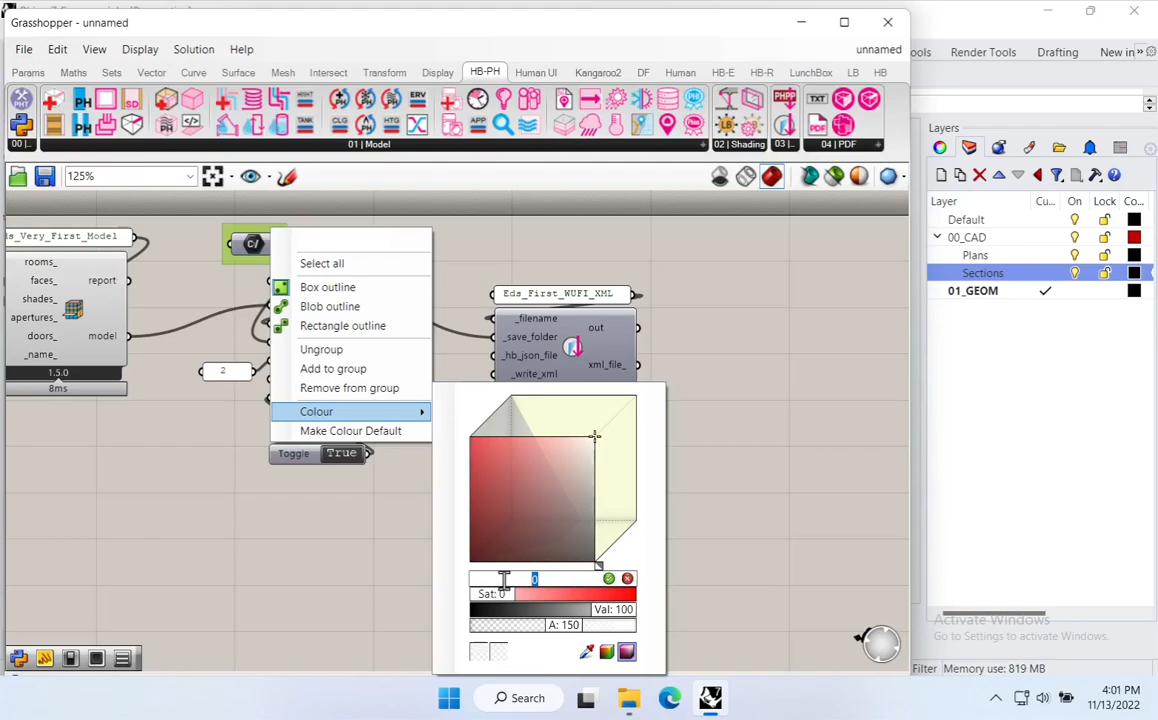 Grasshopper - unnamed
File Edit View Display Solution Help
unnamed
ools Render Tools Drafting New in »
Params Maths Sets Vector Curve Surface Mesh Intersect Transform Display HB-PH Human UI Kangaroo2 DF Human HB-E HB-R LunchBox LB HB
00 | 01 | Model 02 | Shading 03 | 04 | PDF
125%
Layers
Layer Cu... On Lock Co...
Default
00_CAD
Plans
Sections
01_GEOM
ds_Very_First_Model
rooms_
faces_ report
shades_
apertures_
doors_ model
_name_
1.5.0
8ms
C/
2
Select all
Box outline
Rectangle outline
Blob outline
Ungroup
Add to group
Remove from group
Colour
Make Colour Default
Toggle True
Eds_First_WUFI_XML
_filename out
_save_folder
_hb_json_file
_write_xml xml_file_
0
Sat: 0
Val: 100
A: 150
Activate Windows
Go to Settings to activate Windows.
Filter Memory use: 819 MB
Search
4:01 PM
11/13/2022